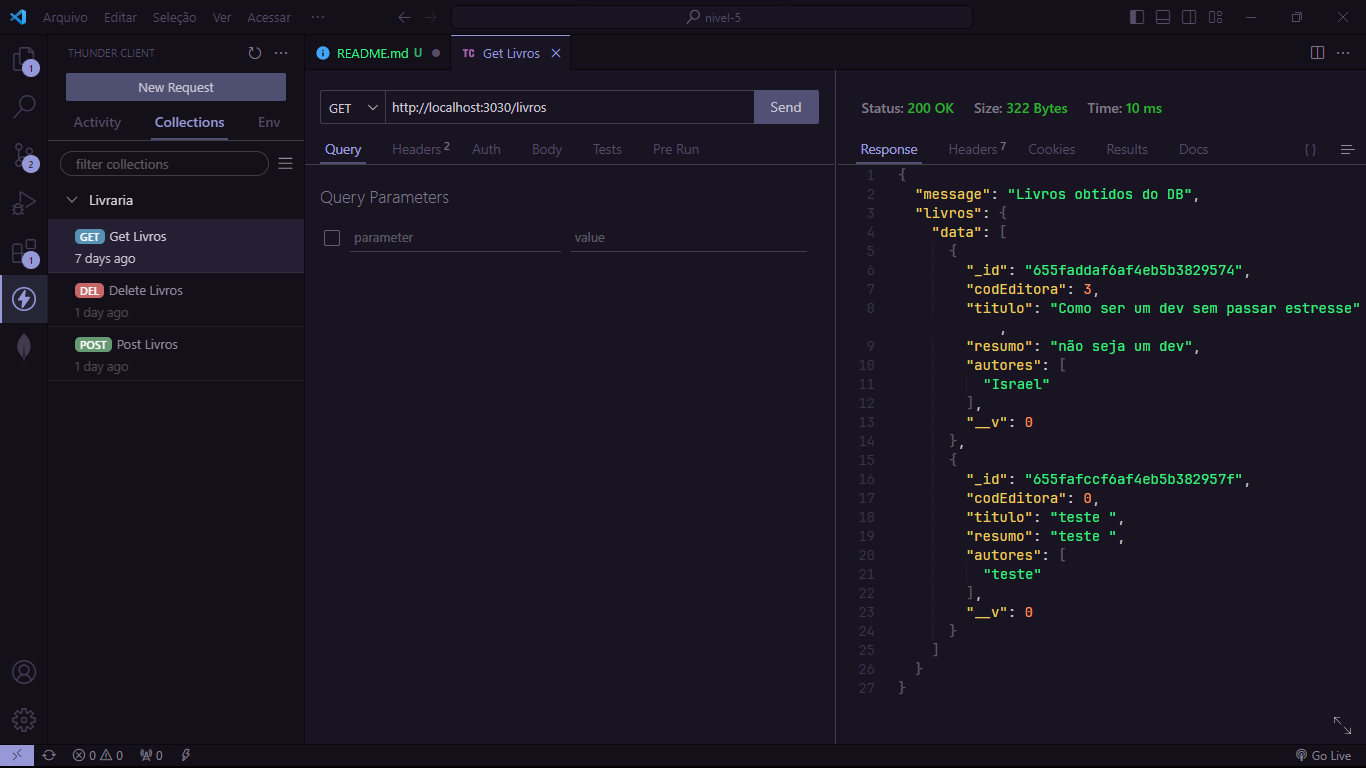 Arquivo Editar Seleção Ver Acessar ··· nivel-5
THUNDER CLIENT ···
New Request
Activity Collections Env
filter collections
Livraria
GET Get Livros
7 days ago
DEL Delete Livros
1 day ago
POST Post Livros
1 day ago
1
2
1
README.md U
TC Get Livros
GET http://localhost:3030/livros Send
Query Headers 2 Auth Body Tests Pre Run
Query Parameters
parameter value
Status: 200 OK Size: 322 Bytes Time: 10 ms
Response Headers 7 Cookies Results Docs { }
1 {
2 "message": "Livros obtidos do DB",
3 "livros": {
4 "data": [
5 {
6 "_id": "655faddaf6af4eb5b3829574",
7 "codEditora": 3,
8 "titulo": "Como ser um dev sem passar estresse"
,
9 "resumo": "não seja um dev",
10 "autores": [
11 "Israel"
12 ],
13 "__v": 0
14 },
15 {
16 "_id": "655fafccf6af4eb5b382957f",
17 "codEditora": 0,
18 "titulo": "teste ",
19 "resumo": "teste ",
20 "autores": [
21 "teste"
22 ],
23 "__v": 0
24 }
25 ]
26 }
27 }
0 0 0 Go Live